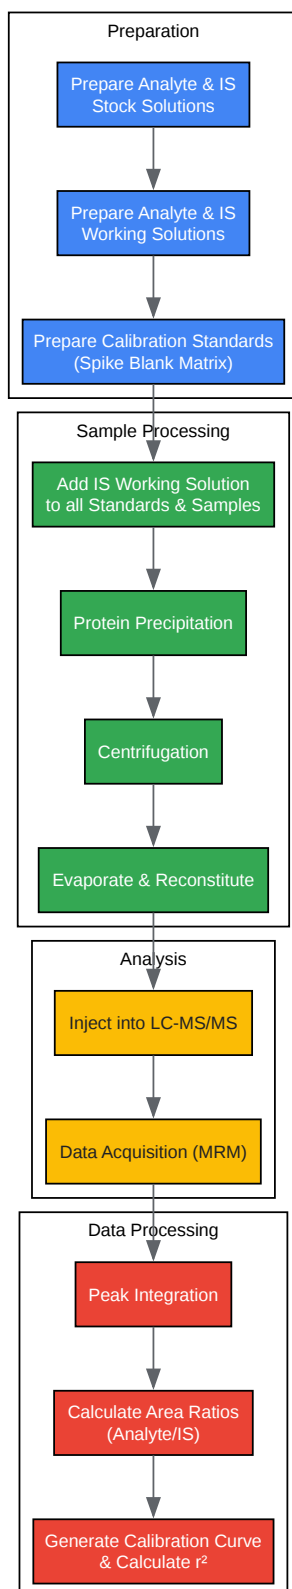 Preparation
Prepare Analyte & IS
Stock Solutions
Prepare Analyte & IS
Working Solutions
Prepare Calibration Standards
(Spike Blank Matrix)
Sample Processing
Add IS Working Solution
to all Standards & Samples
Protein Precipitation
Centrifugation
Evaporate & Reconstitute
Analysis
Inject into LC-MS/MS
Data Acquisition (MRM)
Data Processing
Peak Integration
Calculate Area Ratios
(Analyte/IS)
Generate Calibration Curve
& Calculate r²